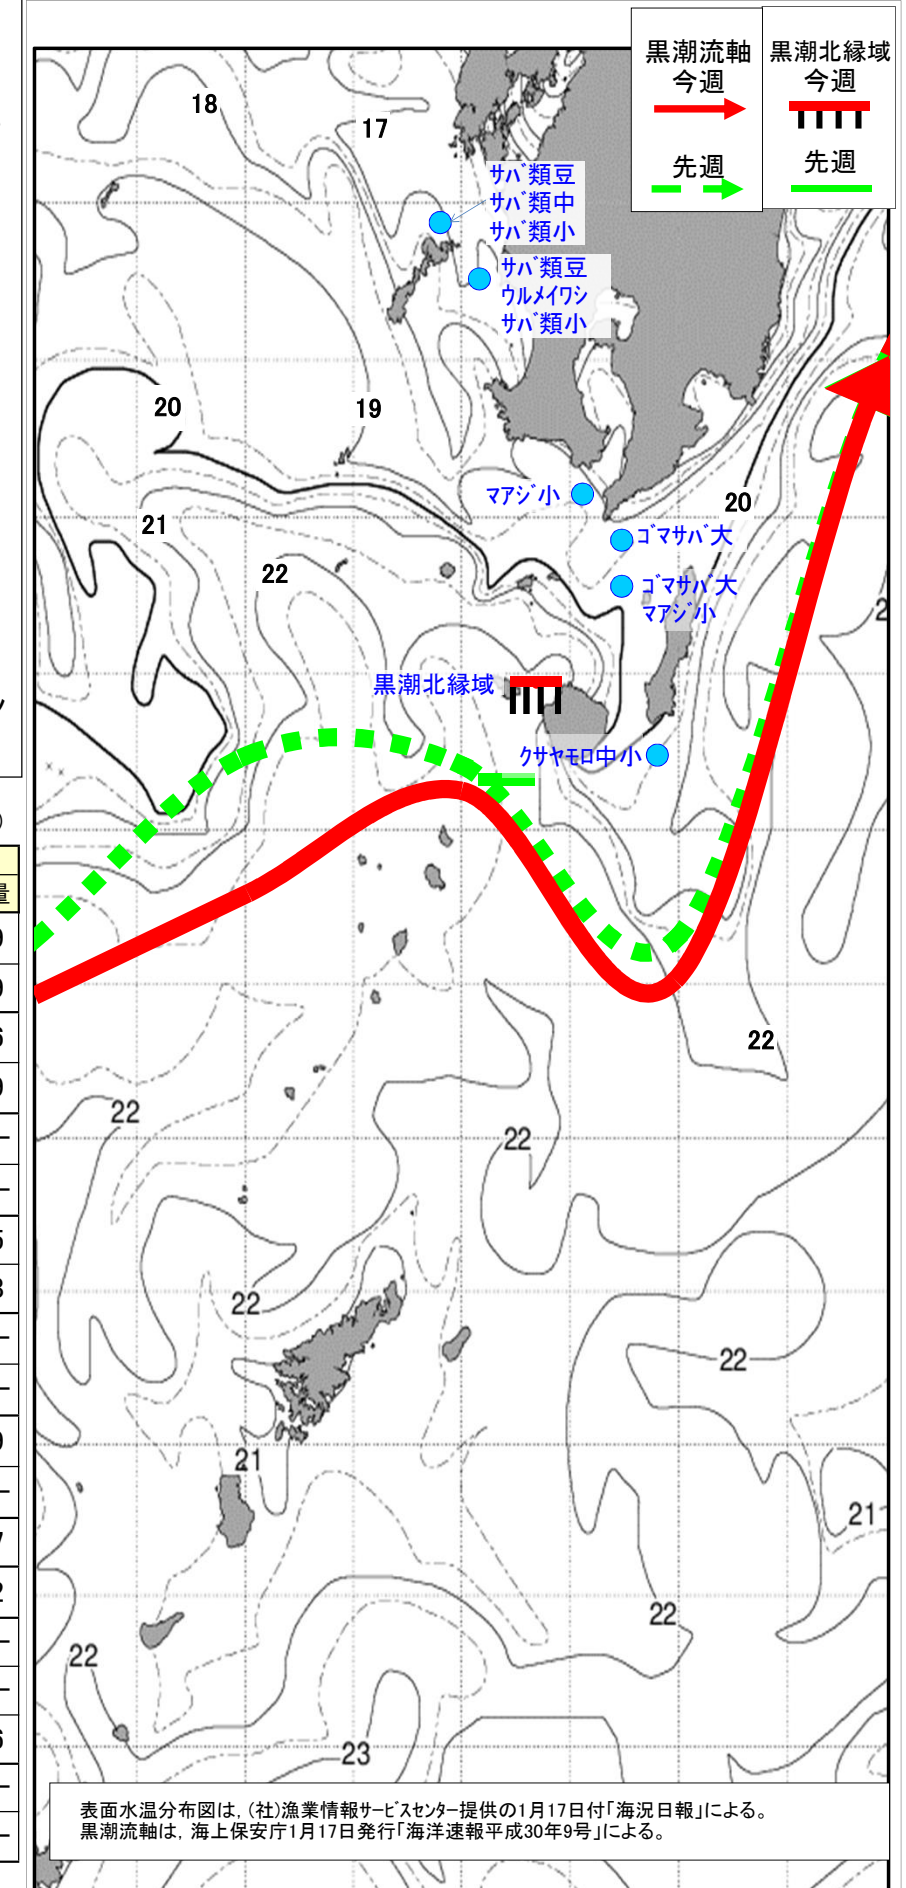 黒潮流軸
今週
先週
黒潮北縁域
今週
先週
18
17
ｻﾊﾞ類豆
ｻﾊﾞ類中
ｻﾊﾞ類小
ｻﾊﾞ類豆
ｳﾙﾒｲﾜｼ
ｻﾊﾞ類小
20
19
ﾏｱｼﾞ小
20
21
ｺﾞﾏｻﾊﾞ大
22
ｺﾞﾏｻﾊﾞ大
ﾏｱｼﾞ小
黒潮北縁域
ｸｻﾔﾓﾛ中小
22
22
22
22
22
21
21
22
22
23
表面水温分布図は，(社)漁業情報ｻｰﾋﾞｽｾﾝﾀｰ提供の1月17日付「海況日報」による。
黒潮流軸は，海上保安庁1月17日発行「海洋速報平成30年9号」による。